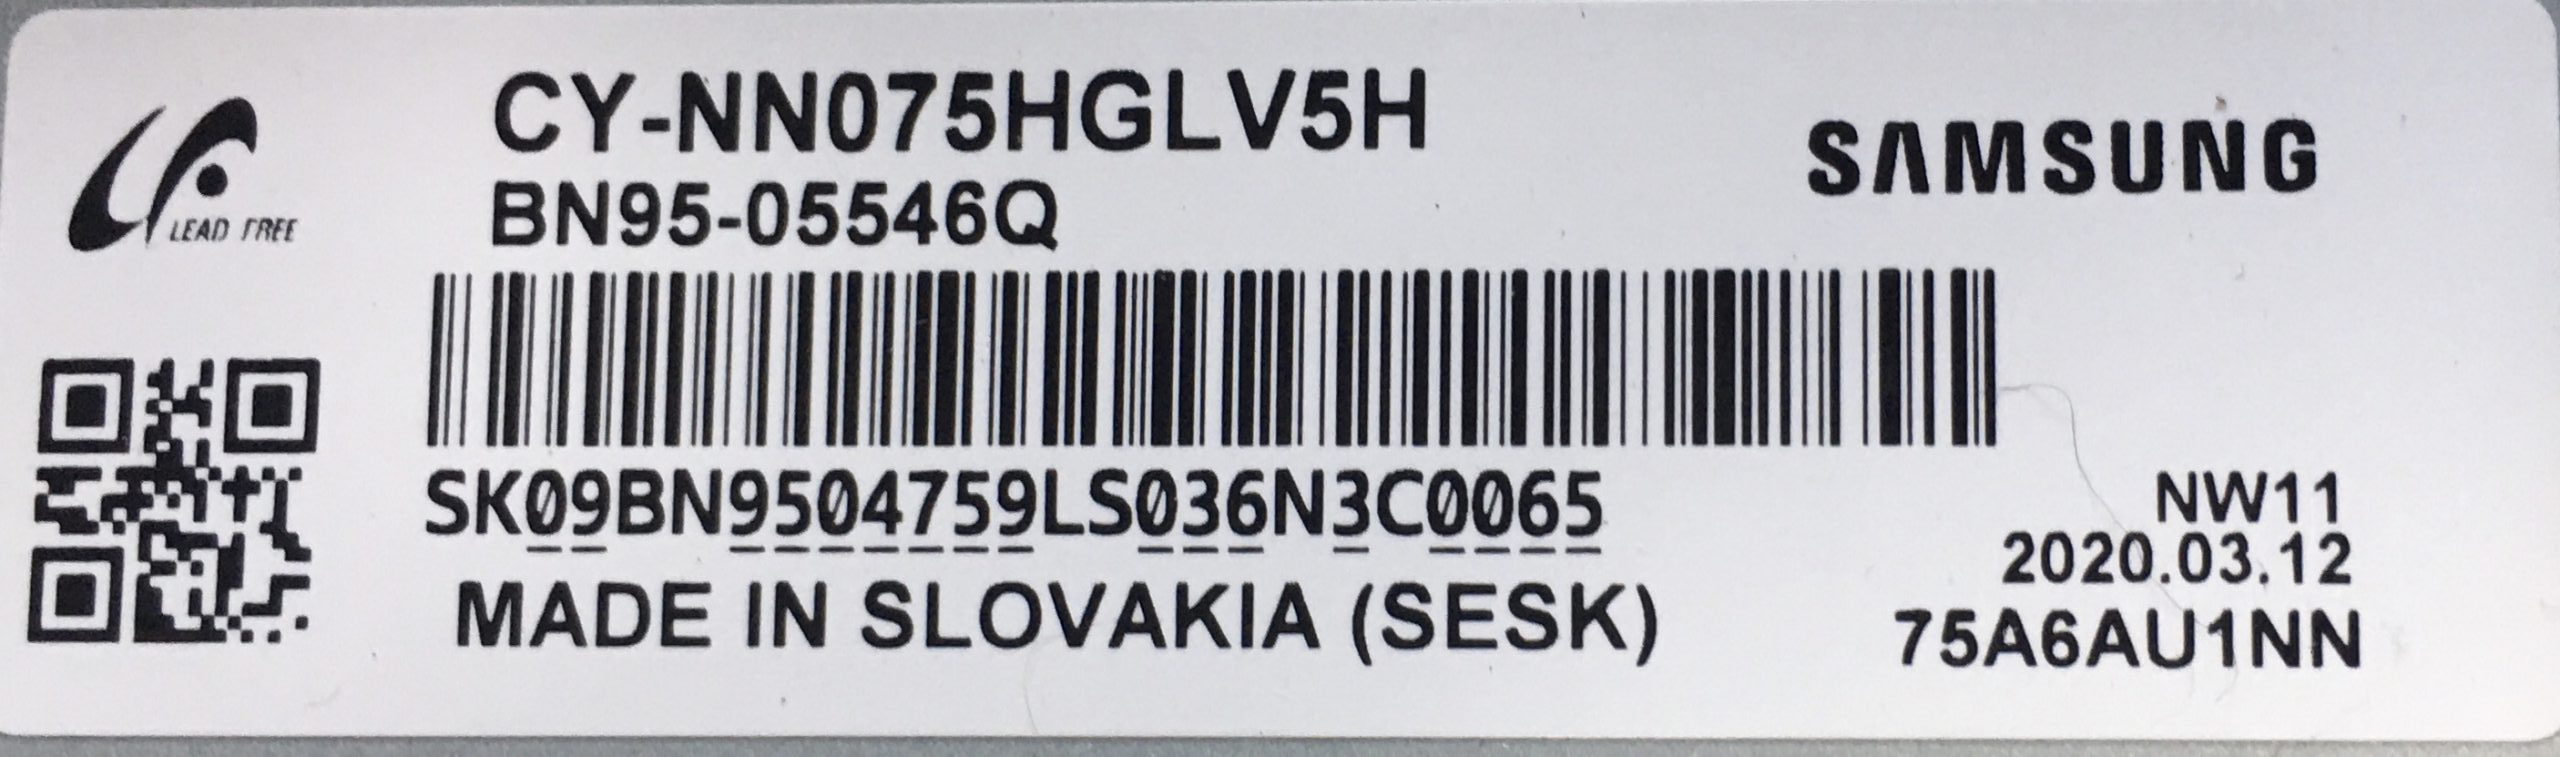 CY-NN075HGLV5H
SAMSUNG
BN95-05546Q
LEAD FREE
SK09BN9504759LS036N3C0065
NW11
2020.03.12
MADE IN SLOVAKIA (SESK)
75A6AU1NN